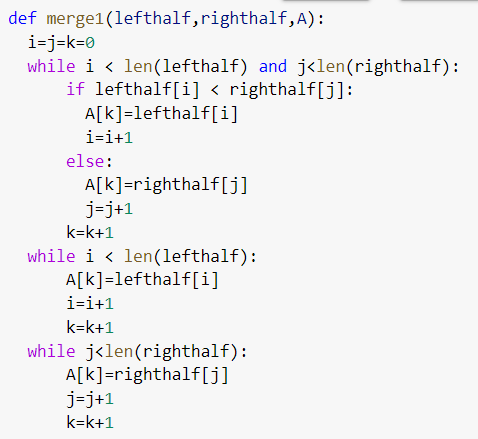 def merge1(lefthalf,righthalf,A):
  i=j=k=0
  while i < len(lefthalf) and j<len(righthalf):
      if lefthalf[i] < righthalf[j]:
        A[k]=lefthalf[i]
        i=i+1
      else:
        A[k]=righthalf[j]
        j=j+1
      k=k+1
  while i < len(lefthalf):
      A[k]=lefthalf[i]
      i=i+1
      k=k+1
  while j<len(righthalf):
      A[k]=righthalf[j]
      j=j+1
      k=k+1